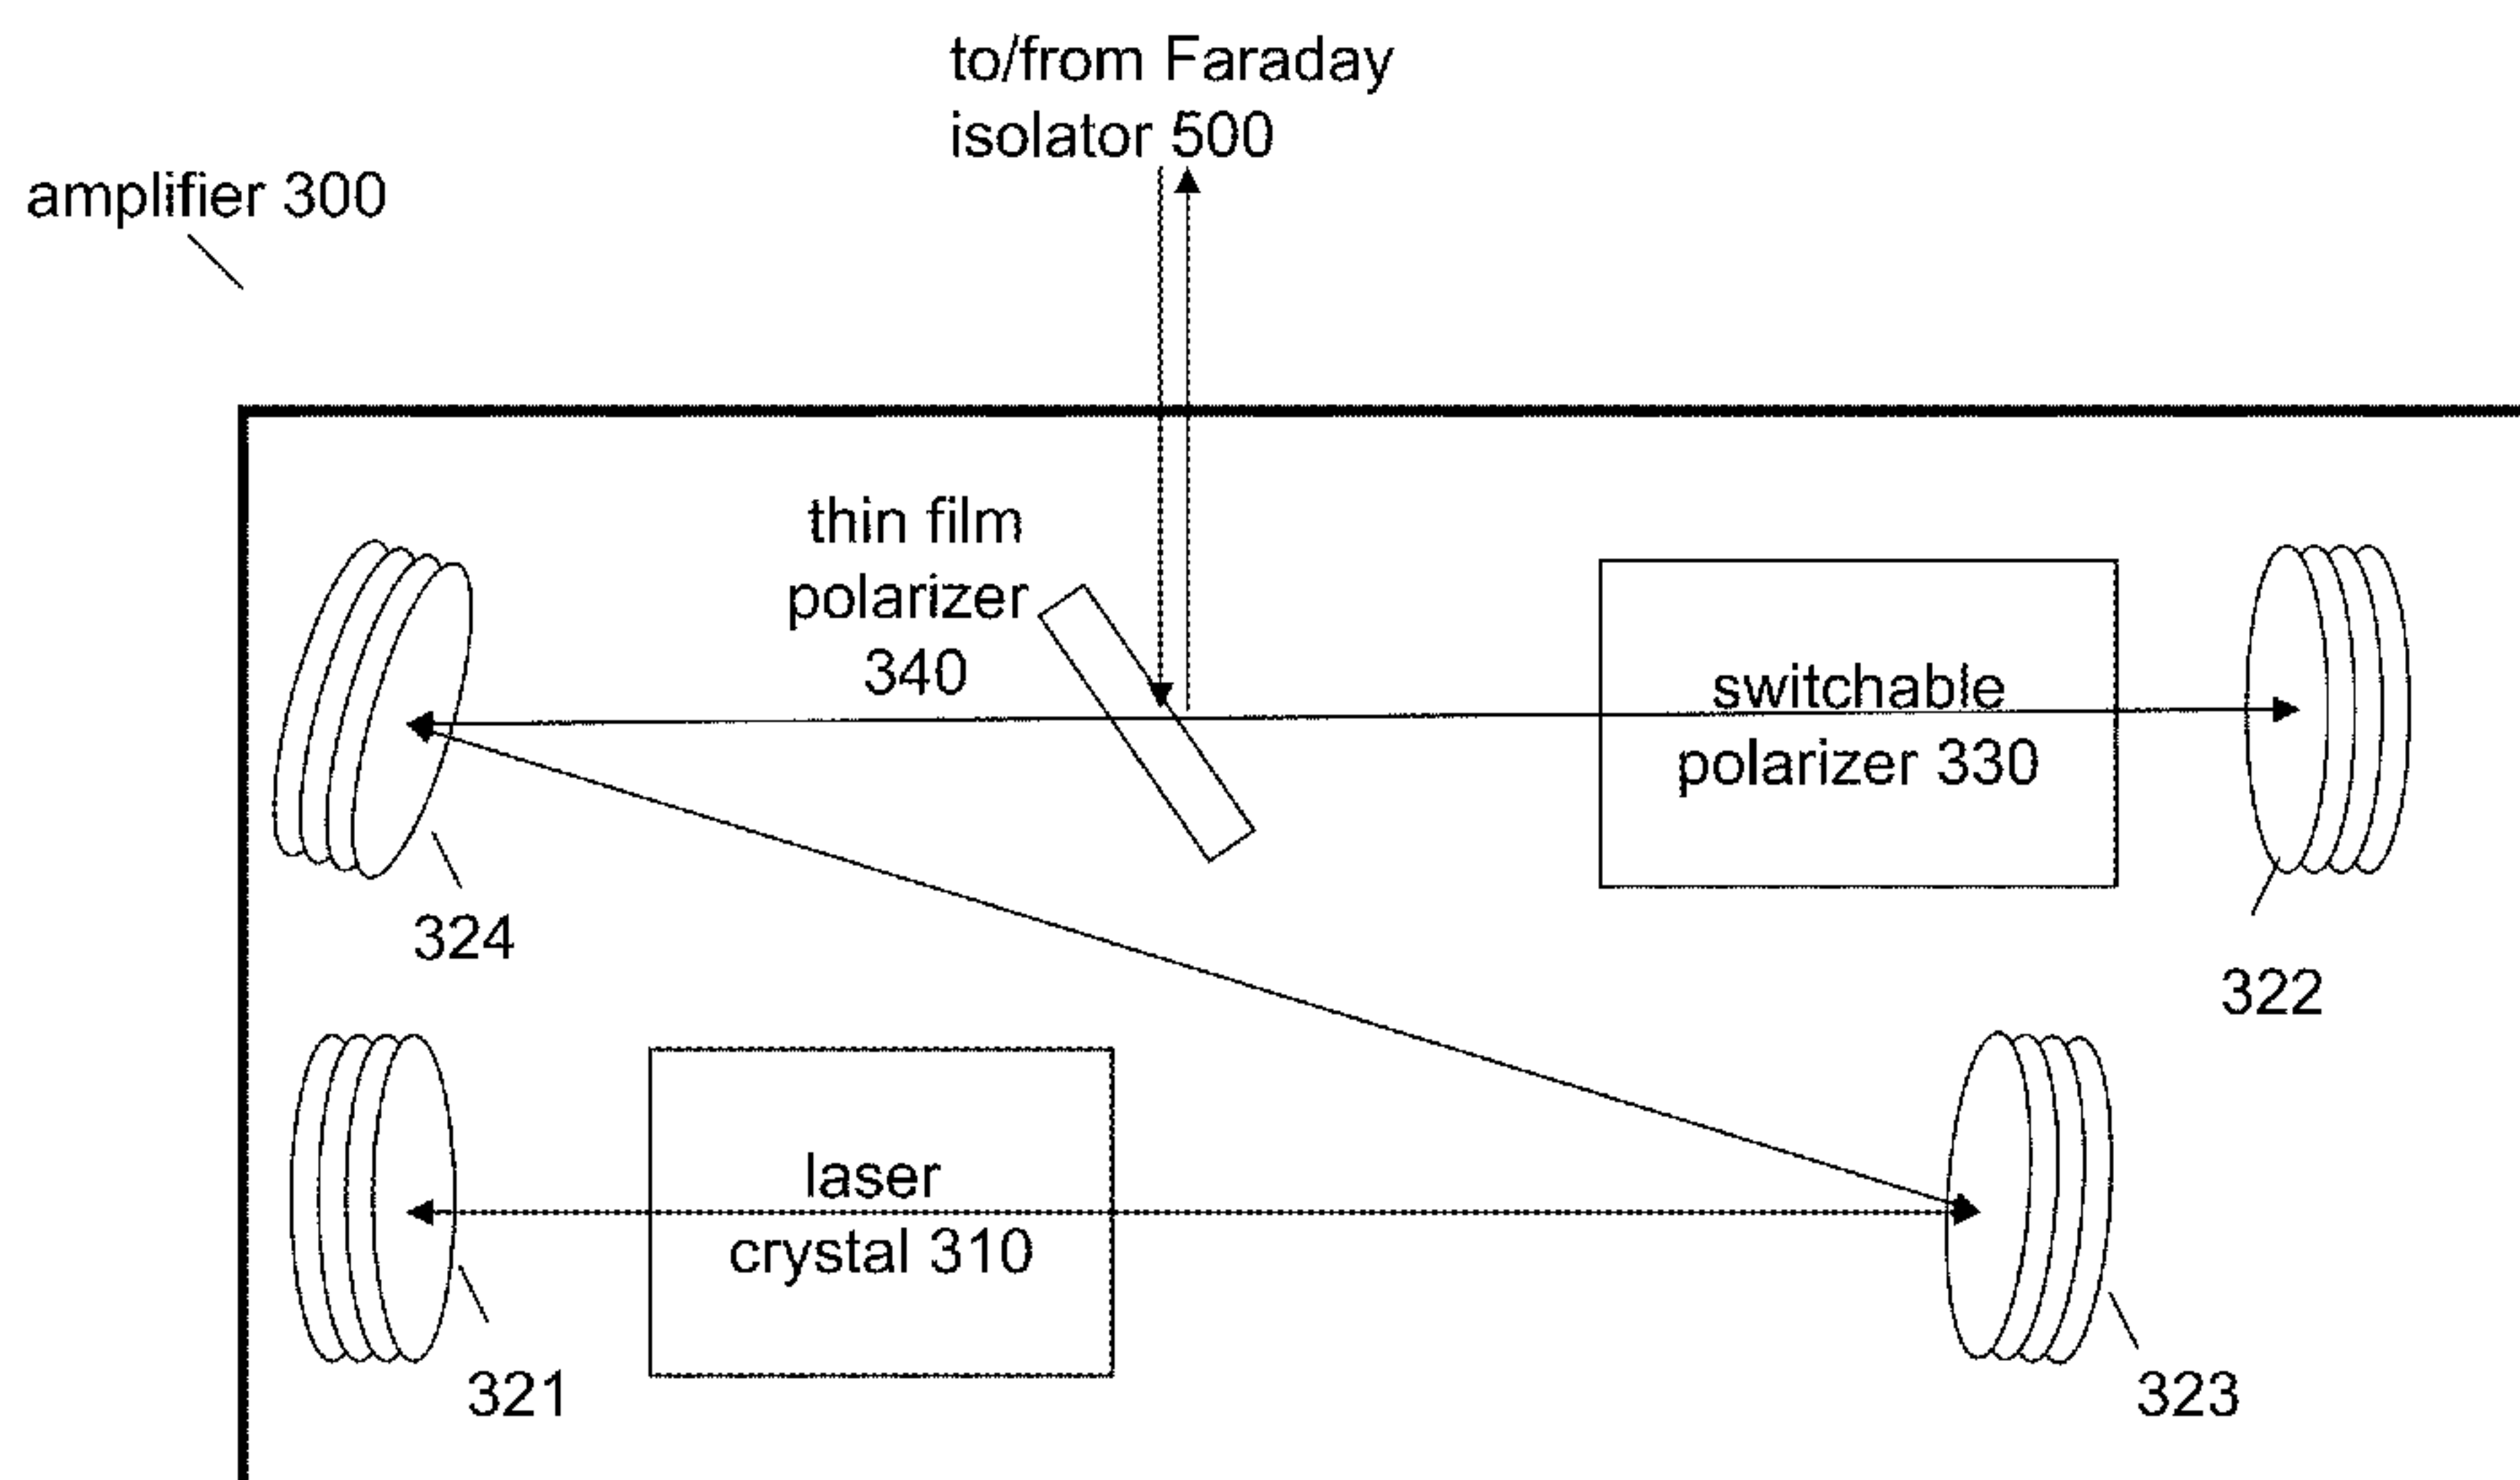 to/from Faraday
isolator 500
amplifier 300
thin film
polarizer
340
switchable
polarizer 330
324
322
laser
crystal 310
321
323